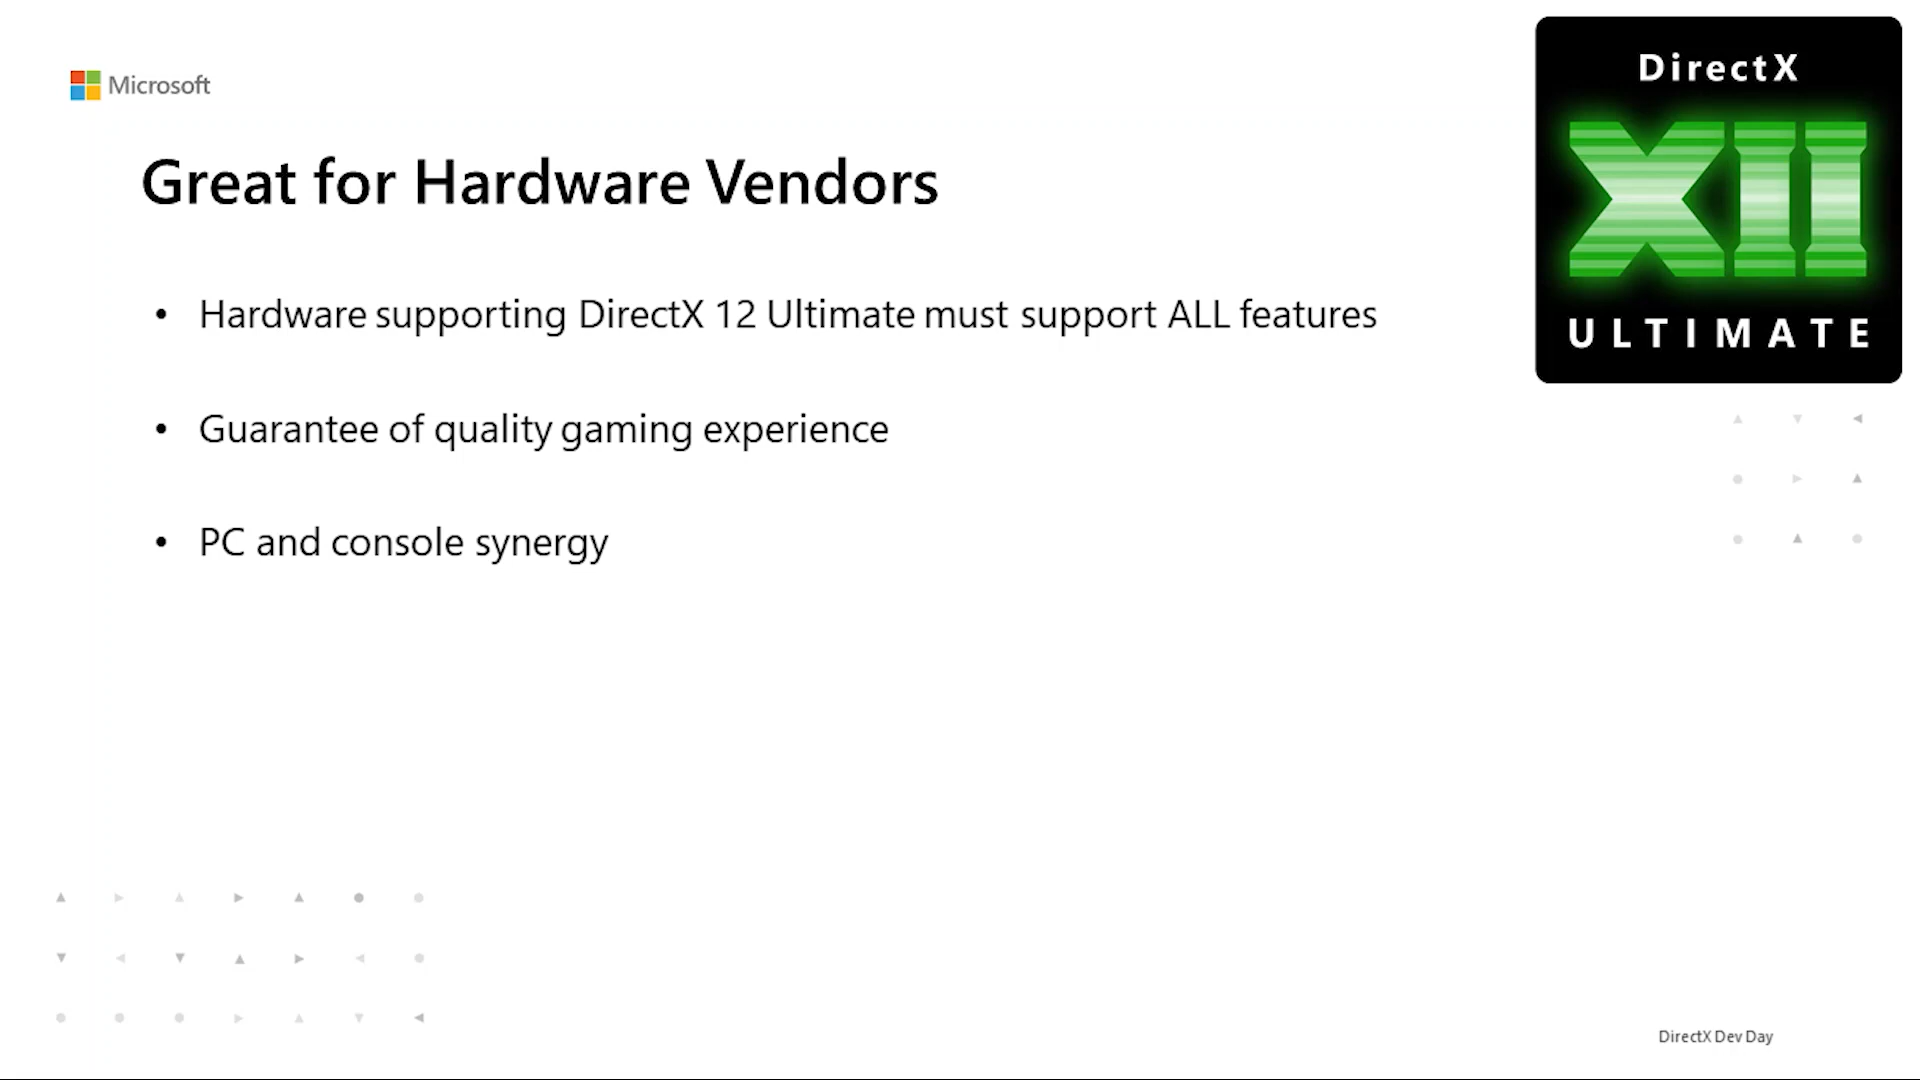 Microsoft
DirectX
XII
ULTIMATE
Great for Hardware Vendors
• Hardware supporting DirectX 12 Ultimate must support ALL features
• Guarantee of quality gaming experience
• PC and console synergy
DirectX Dev Day